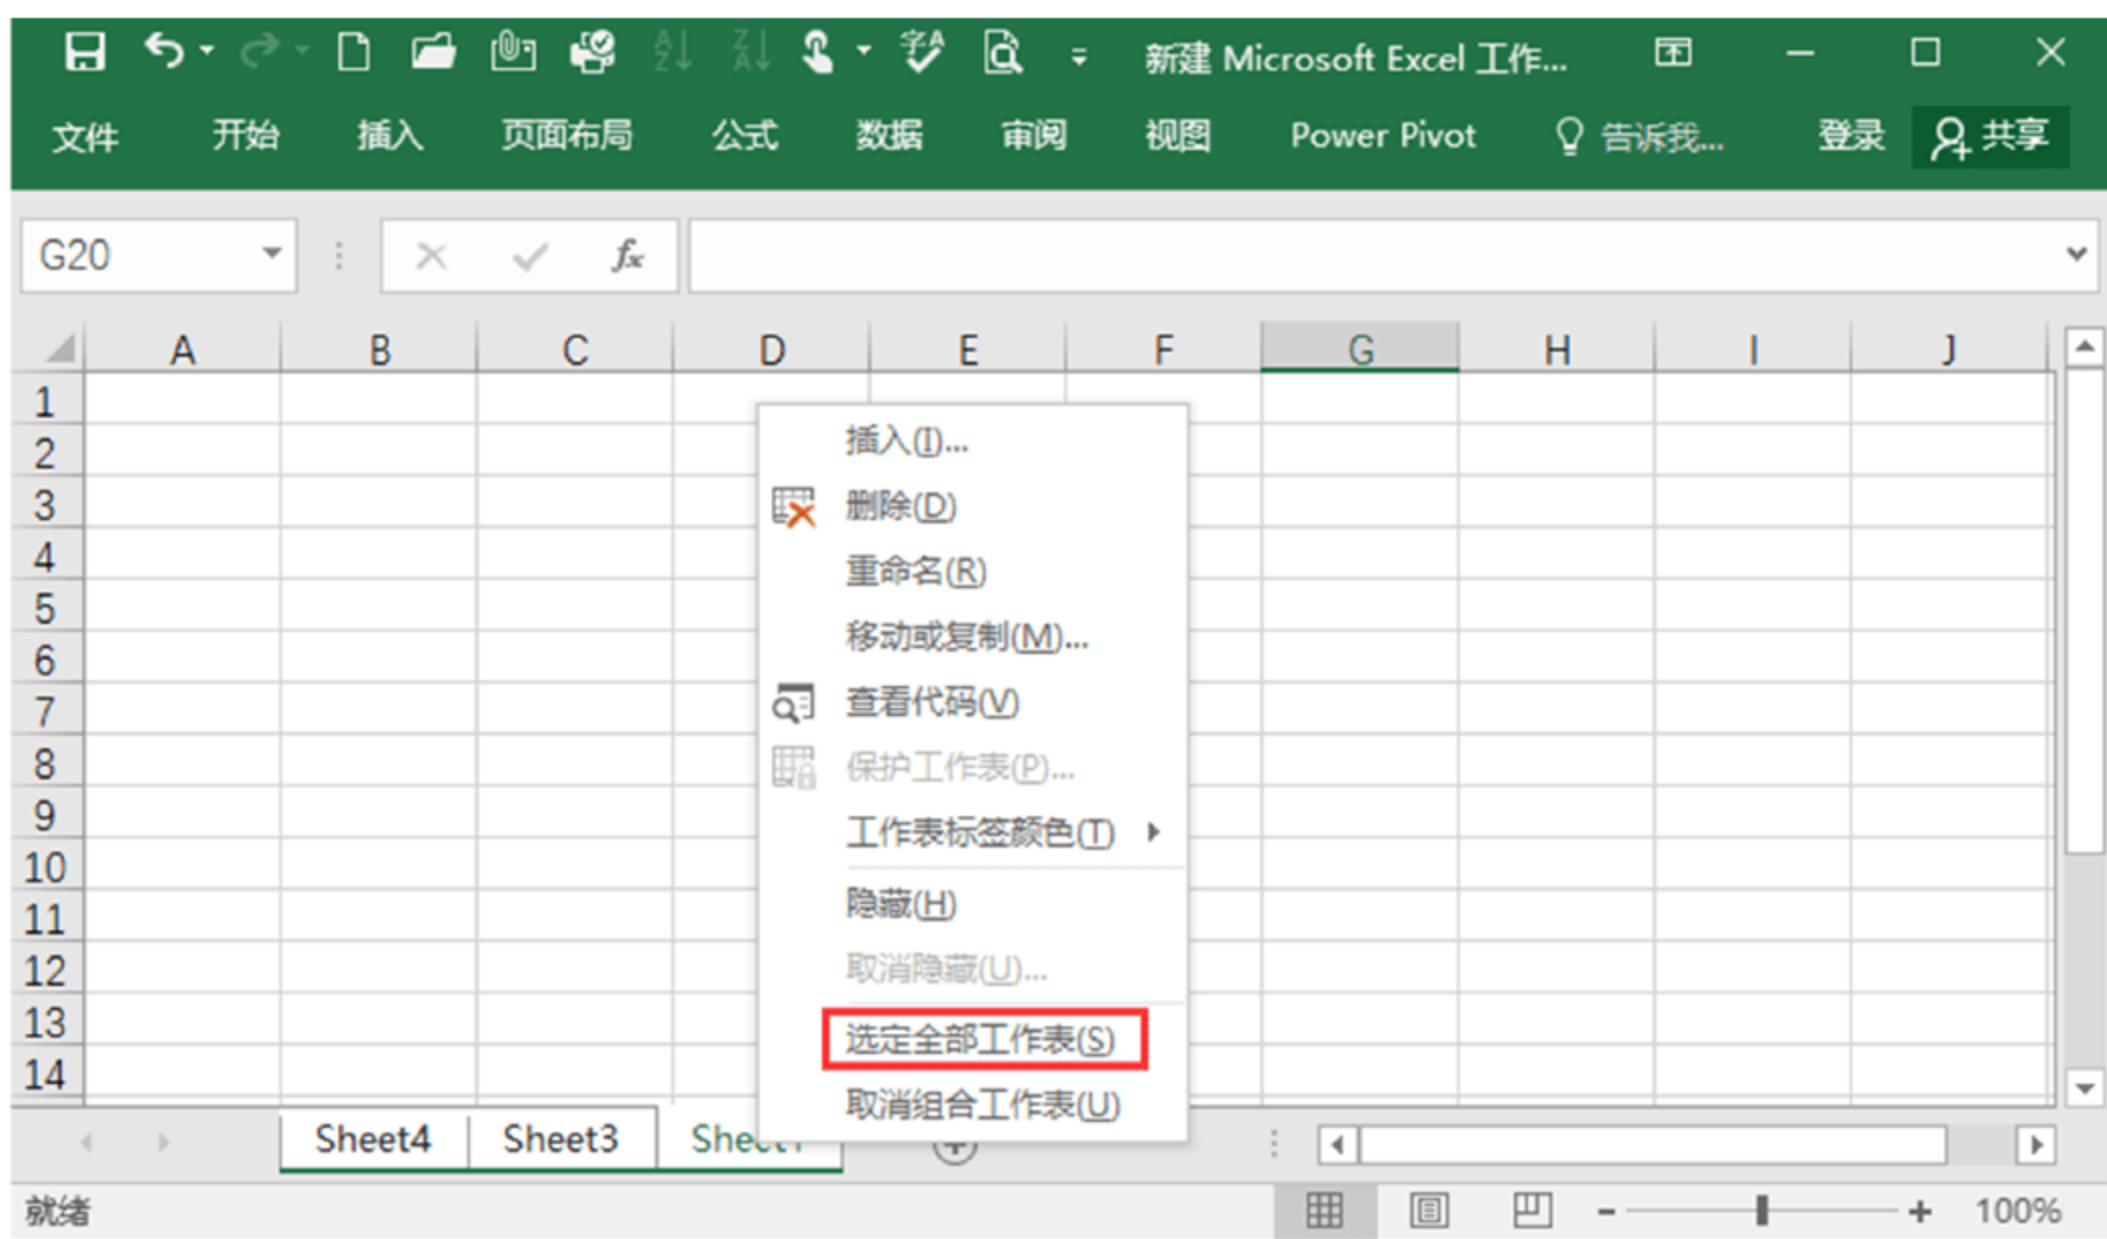 字A
新建 Microsoft Excel 工作...
文件 开始 插入 页面布局 公式 数据 审阅 视图 Power Pivot 告诉我... 登录 共享
G20 fx
A B C D E F G H I J
1
2
3
4
5
6
7
8
9
10
11
12
13
14
插入(I)...
删除(D)
重命名(R)
移动或复制(M)...
查看代码(V)
保护工作表(P)...
工作表标签颜色(T)
隐藏(H)
取消隐藏(U)...
选定全部工作表(S)
取消组合工作表(U)
Sheet4 Sheet3
就绪 100%